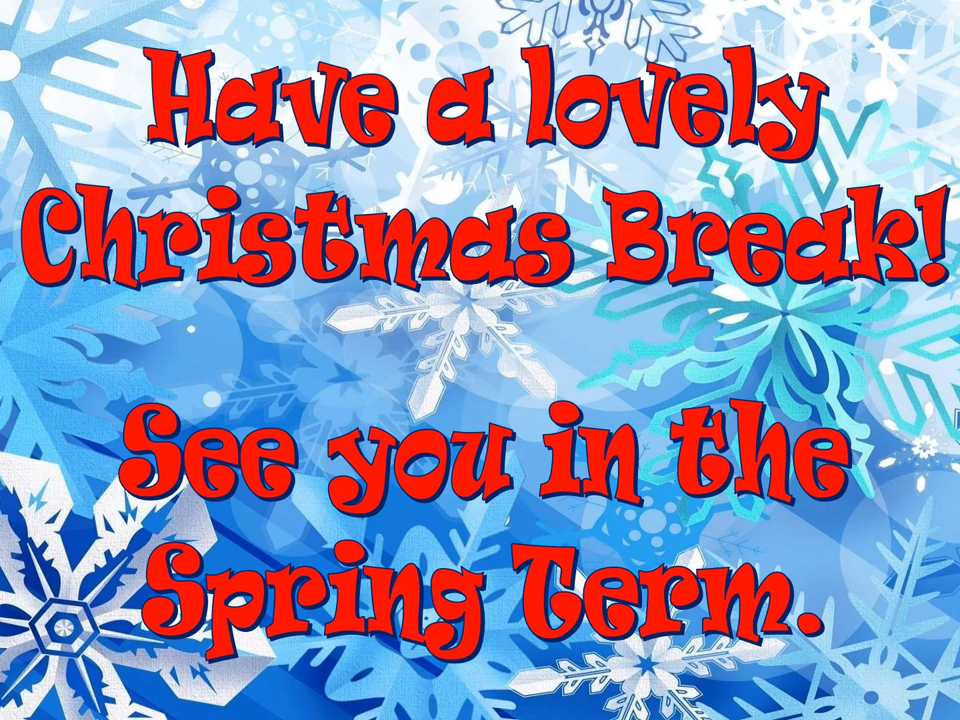 Have a lovely
Christmas Break!
See you in the
Spring Term.